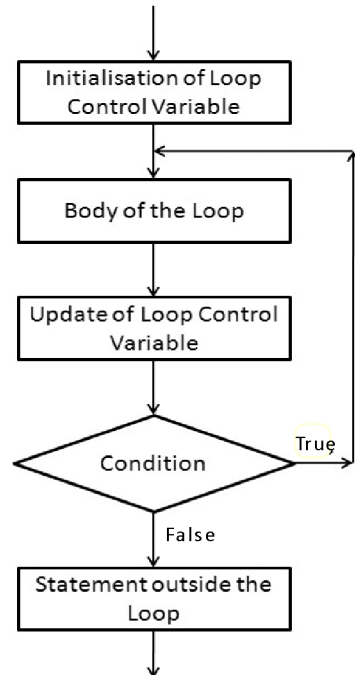 Initialisation of Loop
Control Variable
Body of the Loop
Update of Loop Control
Variable
True
Condition
False
Statement outside the
Loop